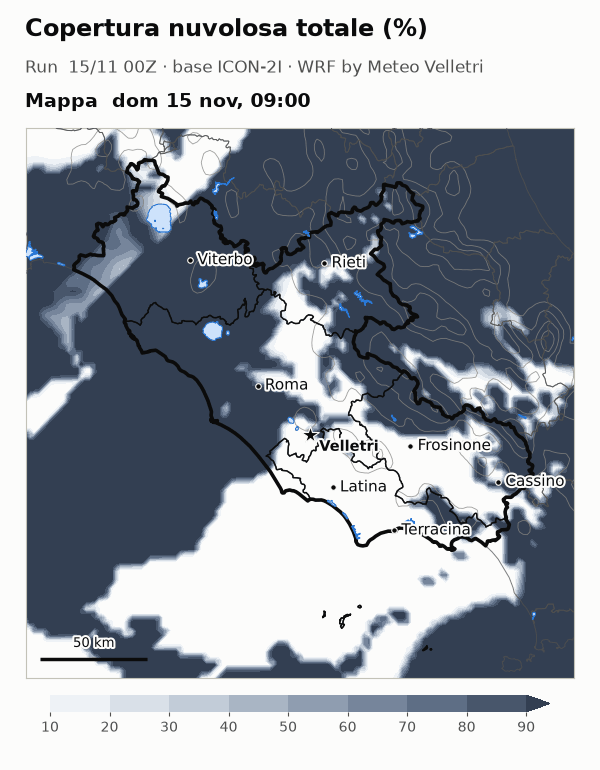 Copertura nuvolosa totale (%)
Run  15/11 00Z · base ICON-2I · WRF by Meteo Velletri
Mappa  dom 15 nov, 09:00
Viterbo
Rieti
Roma
Velletri
Frosinone
Latina
Cassino
Terracina
50 km
10 20 30 40 50 60 70 80 90